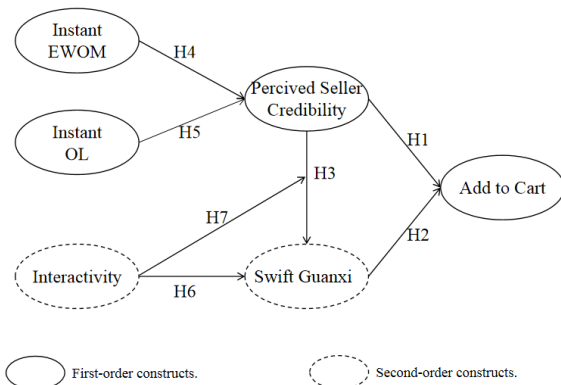 Instant
EWOM
H4
Percived Seller
Credibility
Instant
OL
H5
H1
H3
Add to Cart
H7
H2
Interactivity
H6
Swift Guanxi
First-order constructs.
Second-order constructs.